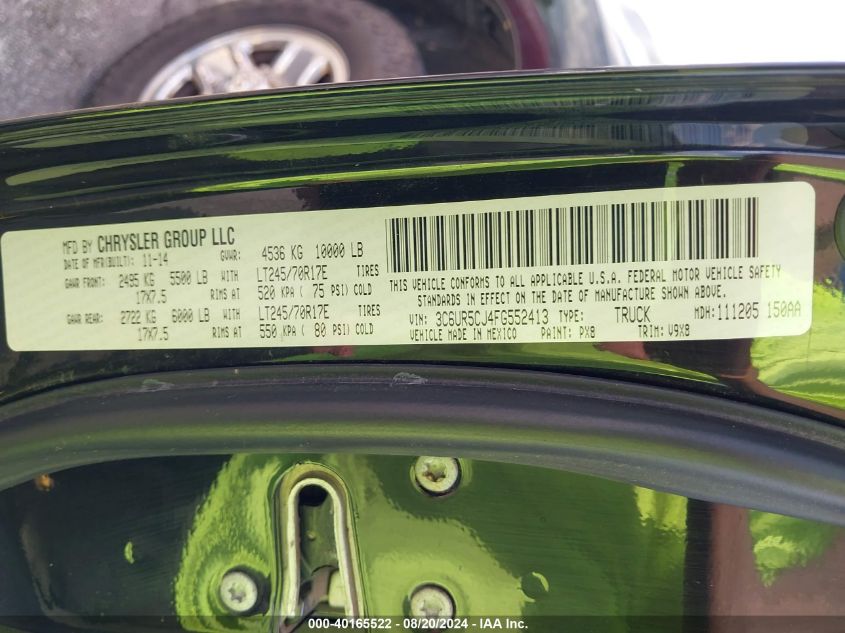 MFD BY CHRYSLER GROUP LLC
DATE OF MFR(BUILT): 11-14 GVWR: 4536 KG 10000 LB
GAWR FRONT: 2495 KG 5500 LB WITH LT245/70R17E TIRES
17X7.5 RIMS AT 520 KPA ( 75 PSI) COLD
GAWR REAR: 2722 KG 6000 LB WITH LT245/70R17E TIRES
17X7.5 RIMS AT 550 KPA ( 80 PSI) COLD
THIS VEHICLE CONFORMS TO ALL APPLICABLE U.S.A. FEDERAL MOTOR VEHICLE SAFETY
STANDARDS IN EFFECT ON THE DATE OF MANUFACTURE SHOWN ABOVE.
VIN: 3C6UR5CJ4FG552413 TYPE: TRUCK MDH: 111205 150AA
VEHICLE MADE IN MEXICO PAINT: PX8 TRIM: V9X8
000-40165522 - 08/20/2024 - IAA Inc.